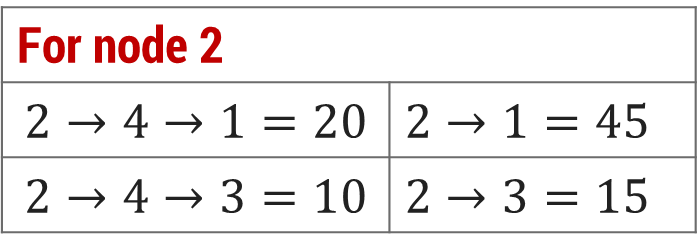 For node 2
2 → 4 → 1 = 20 2 → 1 = 45
2 → 4 → 3 = 10 2 → 3 = 15